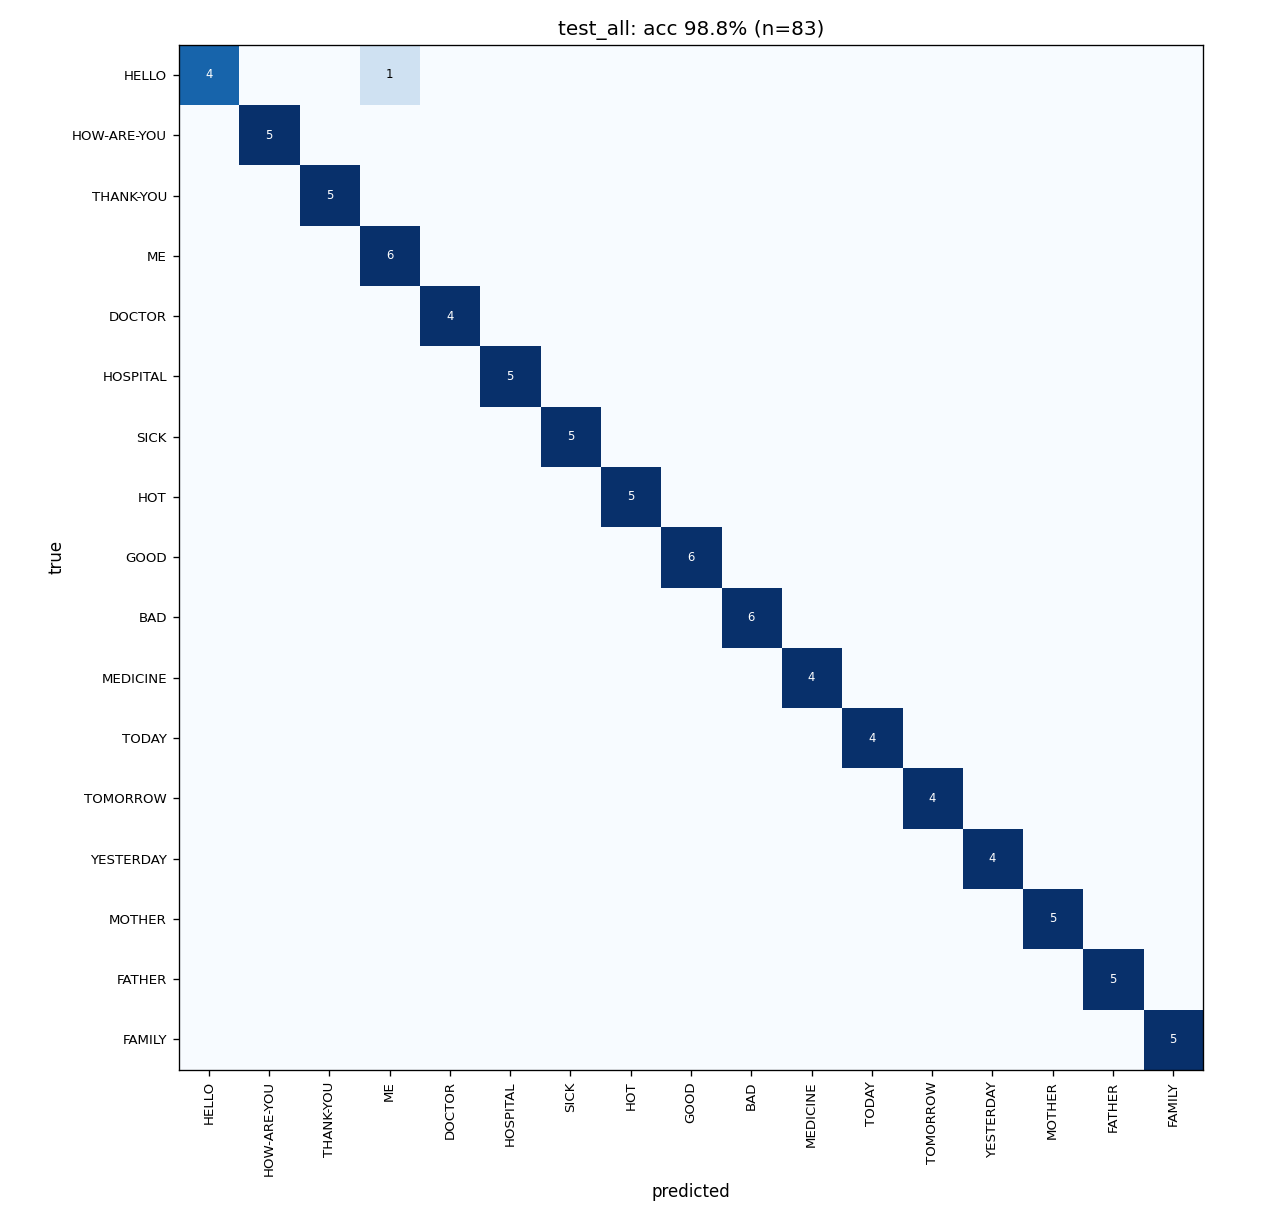 test_all: acc 98.8% (n=83)
HELLO 4 1
HOW-ARE-YOU 5
THANK-YOU 5
ME 6
DOCTOR 4
HOSPITAL 5
SICK 5
HOT 5
GOOD 6
BAD 6
MEDICINE 4
TODAY 4
TOMORROW 4
YESTERDAY 4
MOTHER 5
FATHER 5
FAMILY 5
true
HELLO HOW-ARE-YOU THANK-YOU ME DOCTOR HOSPITAL SICK HOT GOOD BAD MEDICINE TODAY TOMORROW YESTERDAY MOTHER FATHER FAMILY
predicted